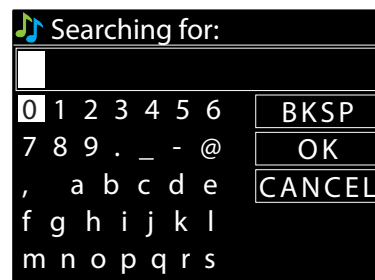 Searching for:
0 1 2 3 4 5 6 BKSP
7 8 9 . _ - @ OK
, a b c d e CANCEL
f g h i j k l
m n o p q r s